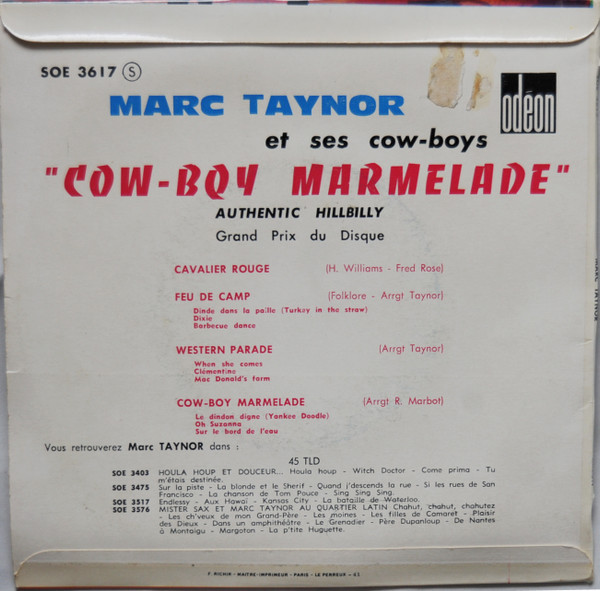 SOE 3617 Ⓢ
odéon
MARC TAYNOR
et ses cow-boys
"COW-BOY MARMELADE"
AUTHENTIC HILLBILLY
Grand Prix du Disque
CAVALIER ROUGE (H. Williams - Fred Rose)
FEU DE CAMP (Folklore - Arrgt Taynor)
Dinde dans la paille (Turkey in the straw)
Dixie
Barbecue dance
WESTERN PARADE (Arrgt Taynor)
When she comes
Clémentine
Mac Donald's farm
COW-BOY MARMELADE (Arrgt R. Marbot)
Le dindon digne (Yankee Doodle)
Oh Suzanna
Sur le bord de l'eau
Vous retrouverez Marc TAYNOR dans :
45 TLD
SOE 3403 HOULA HOUP ET DOUCEUR... Houla houp - Witch Doctor - Come prima - Tu
m'étais destinée.
SOE 3475 Sur la piste - La blonde et le Sherif - Quand j'descends la rue - Si les rues de San
Francisco - La chanson de Tom Pouce - Sing Sing Sing.
SOE 3517 Endlessy - Aux Hawaï - Kansas City - La bataille de Waterloo.
SOE 3576 MISTER SAX ET MARC TAYNOR AU QUARTIER LATIN Chahut, chahut, chahutez
- Les ch'veux de mon Grand-Père - Les moines - Les filles de Camaret - Plaisir
des Dieux - Dans un amphithéâtre - Le Grenadier - Père Dupanloup - De Nantes
à Montaigu - Margoton - La p'tite Huguette.
F. RICHIR - MAITRE-IMPRIMEUR - PARIS - LE PERREUX - 63
MARC TAYNOR